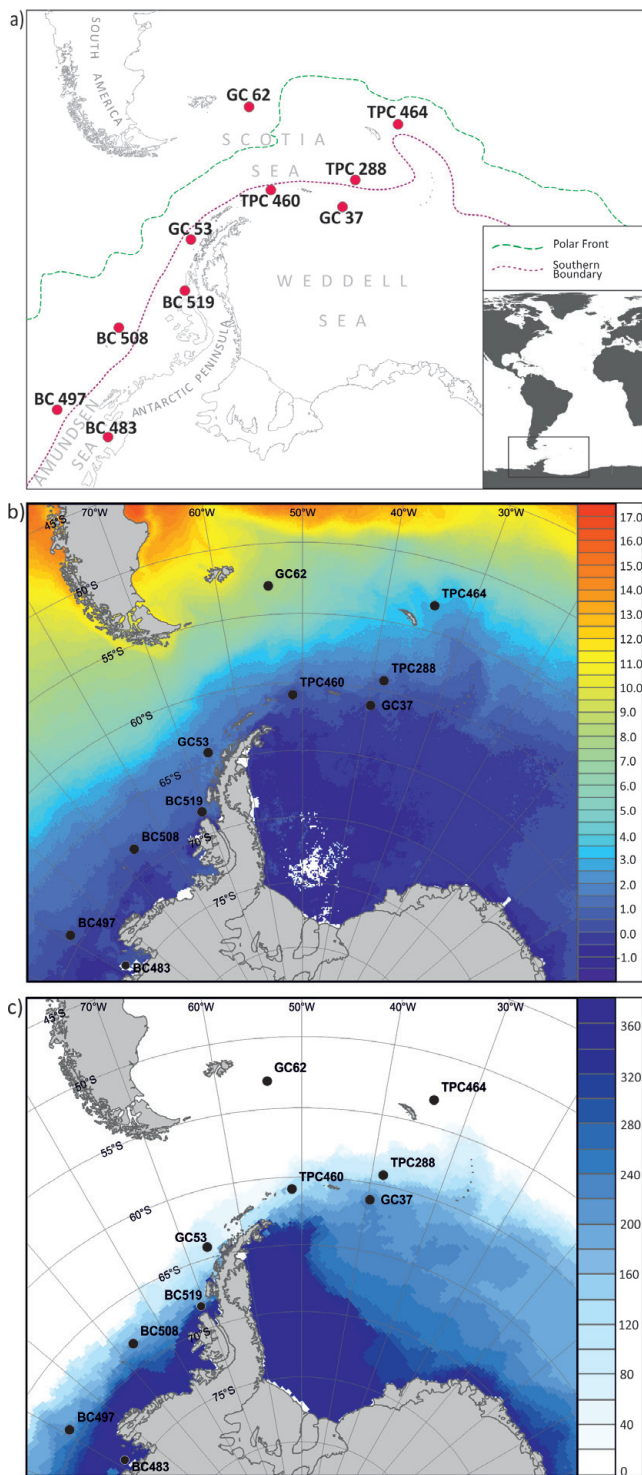 a)
SOUTH
AMERICA
GC 62
TPC 464
SCOTIA
SEA
TPC 288
TPC 460
GC 37
GC 53
WEDDELL
SEA
BC 519
BC 508
ANTARCTIC PENINSULA
BC 497
BC 483
AMUNDSEN
SEA
Polar Front
Southern
Boundary
b)
70°W
60°W
50°W
40°W
30°W
45°S
50°S
55°S
60°S
65°S
70°S
75°S
GC62
TPC464
TPC288
TPC460
GC37
GC53
BC519
BC508
BC497
BC483
17.0
16.0
15.0
14.0
13.0
12.0
11.0
10.0
9.0
8.0
7.0
6.0
5.0
4.0
3.0
2.0
1.0
0.0
-1.0
c)
70°W
60°W
50°W
40°W
30°W
45°S
50°S
55°S
60°S
65°S
70°S
75°S
GC62
TPC464
TPC288
TPC460
GC37
GC53
BC519
BC508
BC497
BC483
360
320
280
240
200
160
120
80
40
0